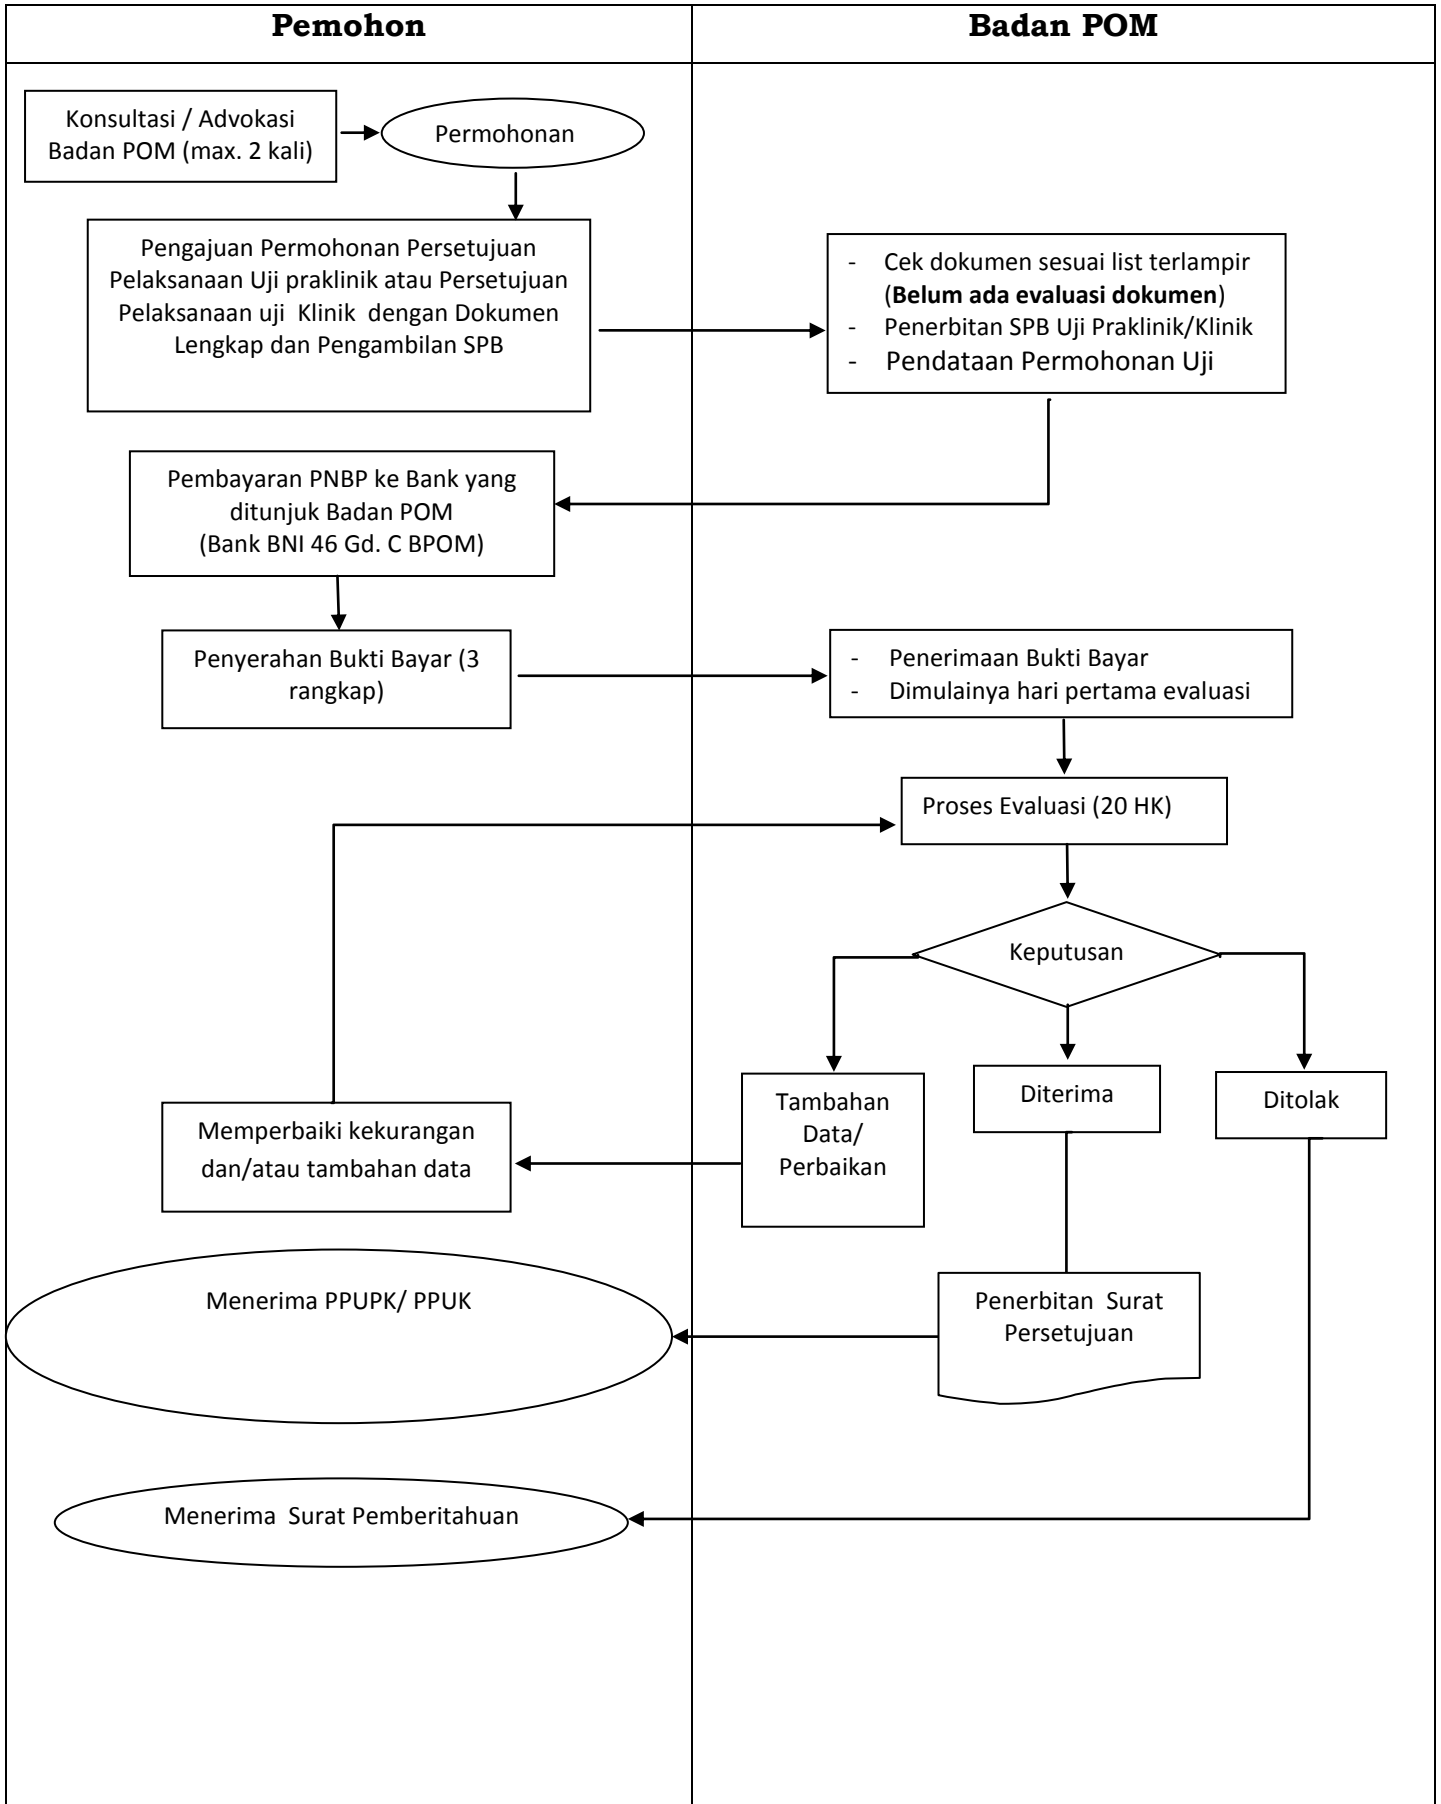 Pemohon
Badan POM
Konsultasi / Advokasi
Badan POM (max. 2 kali)
Permohonan
Pengajuan Permohonan Persetujuan
Pelaksanaan Uji praklinik atau Persetujuan
Pelaksanaan uji Klinik dengan Dokumen
Lengkap dan Pengambilan SPB
- Cek dokumen sesuai list terlampir
(Belum ada evaluasi dokumen)
- Penerbitan SPB Uji Praklinik/Klinik
- Pendataan Permohonan Uji
Pembayaran PNBP ke Bank yang
ditunjuk Badan POM
(Bank BNI 46 Gd. C BPOM)
Penyerahan Bukti Bayar (3
rangkap)
- Penerimaan Bukti Bayar
- Dimulainya hari pertama evaluasi
Proses Evaluasi (20 HK)
Keputusan
Tambahan
Data/
Perbaikan
Diterima
Ditolak
Memperbaiki kekurangan
dan/atau tambahan data
Menerima PPUPK/ PPUK
Penerbitan Surat
Persetujuan
Menerima Surat Pemberitahuan